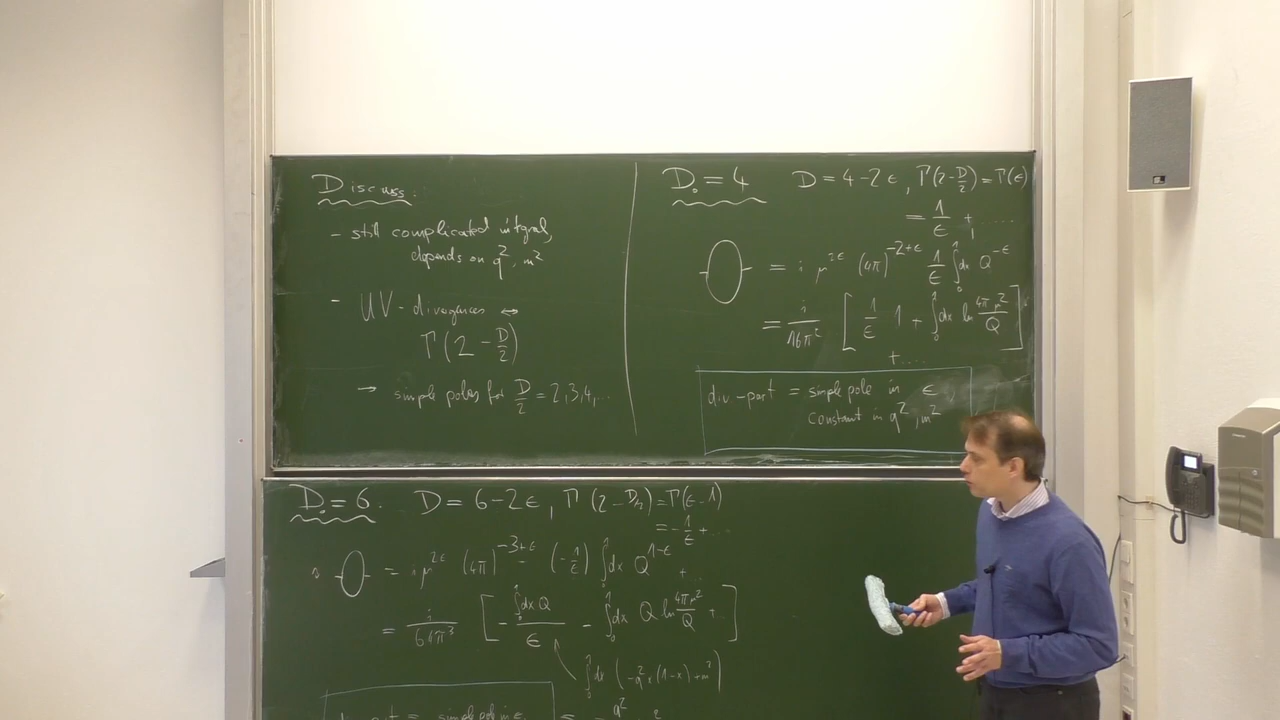 Discuss:
- still complicated integral,
depends on q², m²
- UV-divergences ↔
Γ(2 - D/2)
→ simple poles for D/2 = 2,3,4,...
D₀ = 4   D = 4-2ε, Γ(2-D/2) = Γ(ε)
= 1/ε + .....
= i μ^{2ε} (4π)^{-2+ε} 1/ε ∫₀¹dx Q^{-ε}
= i/16π² [ 1/ε 1 + ∫₀¹dx ln 4πμ²/Q ]
+ ....
div-part = simple pole in ε
constant in q², m²
D₀ = 6.   D = 6-2ε, Γ(2-D/2) = Γ(ε-1)
= -1/ε + ...
= i μ^{2ε} (4π)^{-3+ε} (-1/ε) ∫₀¹dx Q^{1-ε} + ...
= i/64π³ [ - ∫₀¹dx Q/ε - ∫₀¹dx Q ln 4πμ²/Q + .. ]
∫₀¹dx (-q²x(1-x)+m²)